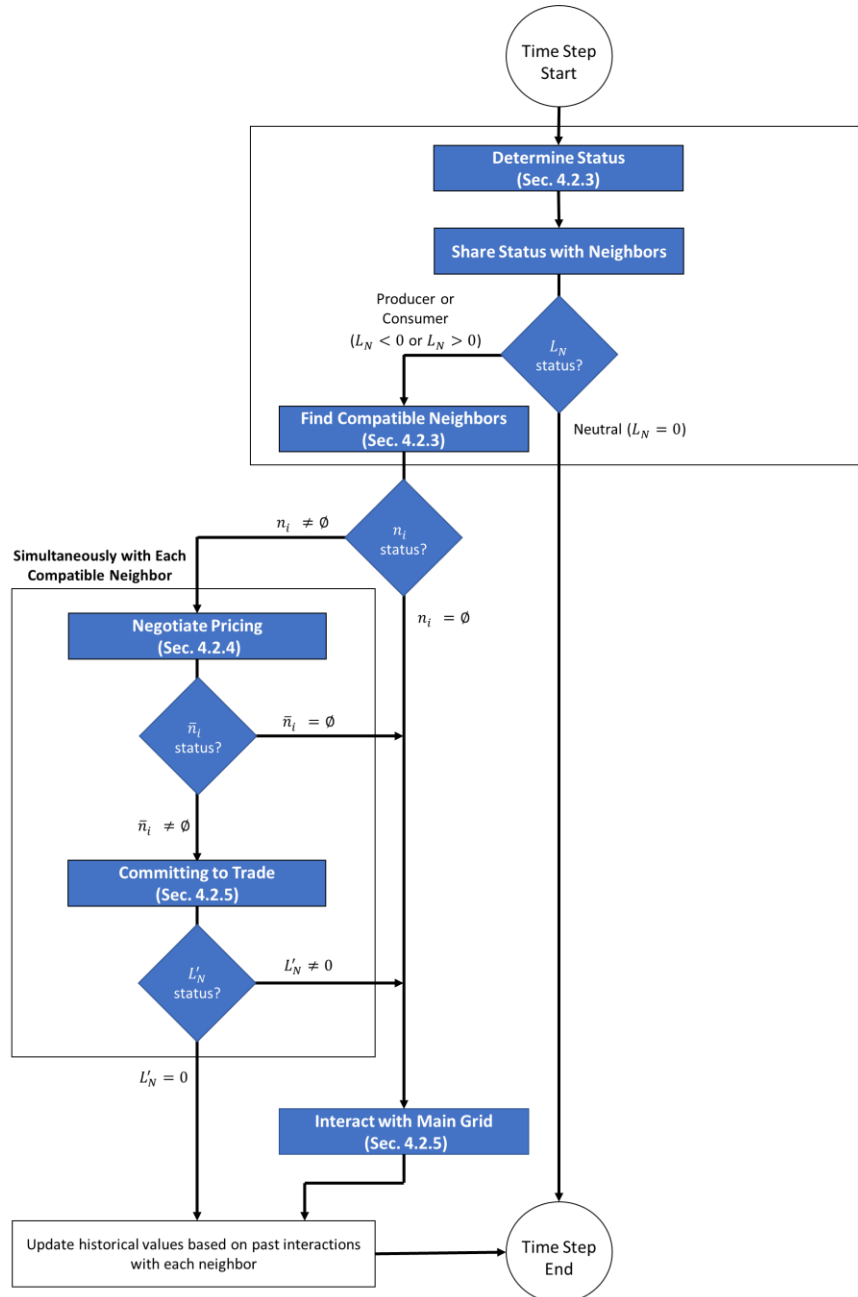 Time Step
Start
Determine Status
(Sec. 4.2.3)
Share Status with Neighbors
Producer or
Consumer
(L_N < 0 or L_N > 0)
L_N
status?
Find Compatible Neighbors
(Sec. 4.2.3)
Neutral (L_N = 0)
n_i ≠ ∅
n_i
status?
Simultaneously with Each
Compatible Neighbor
n_i = ∅
Negotiate Pricing
(Sec. 4.2.4)
n̄_i
status?
n̄_i = ∅
n̄_i ≠ ∅
Committing to Trade
(Sec. 4.2.5)
L'_N
status?
L'_N ≠ 0
L'_N = 0
Interact with Main Grid
(Sec. 4.2.5)
Update historical values based on past interactions
with each neighbor
Time Step
End